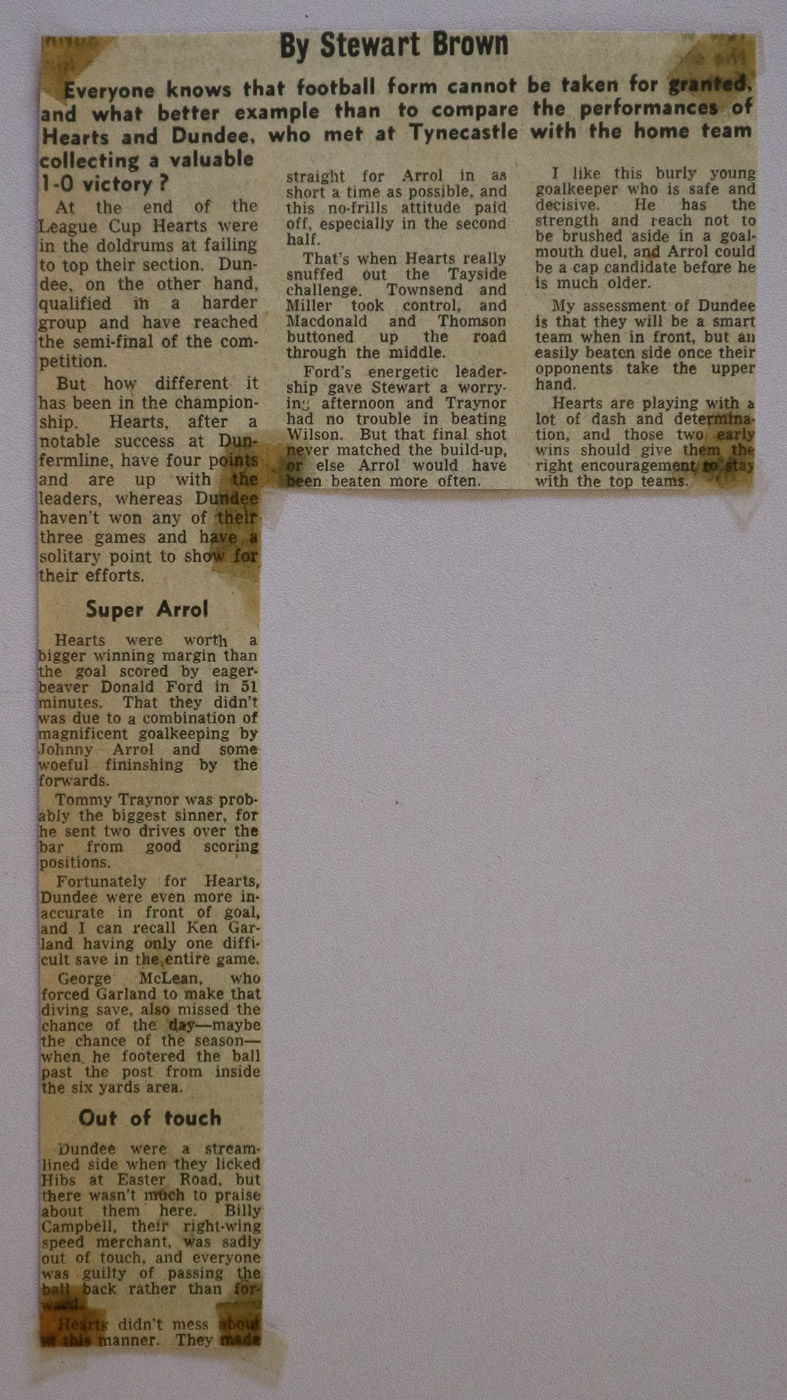 By Stewart Brown
Everyone knows that football form cannot be taken for granted,
and what better example than to compare the performances of
Hearts and Dundee, who met at Tynecastle with the home team
collecting a valuable
1-0 victory?
At the end of the
League Cup Hearts were
in the doldrums at failing
to top their section. Dun-
dee, on the other hand,
qualified in a harder
group and have reached
the semi-final of the com-
petition.
But how different it
has been in the champion-
ship. Hearts, after a
notable success at Dun-
fermline, have four points
and are up with the
leaders, whereas Dundee
haven't won any of their
three games and have a
solitary point to show for
their efforts.
Super Arrol
Hearts were worth a
bigger winning margin than
the goal scored by eager-
beaver Donald Ford in 51
minutes. That they didn't
was due to a combination of
magnificent goalkeeping by
Johnny Arrol and some
woeful fininshing by the
forwards.
Tommy Traynor was prob-
ably the biggest sinner, for
he sent two drives over the
bar from good scoring
positions.
Fortunately for Hearts,
Dundee were even more in-
accurate in front of goal,
and I can recall Ken Gar-
land having only one diffi-
cult save in the entire game.
George McLean, who
forced Garland to make that
diving save, also missed the
chance of the day—maybe
the chance of the season—
when he footered the ball
past the post from inside
the six yards area.
Out of touch
Dundee were a stream-
lined side when they licked
Hibs at Easter Road, but
there wasn't much to praise
about them here. Billy
Campbell, their right-wing
speed merchant, was sadly
out of touch, and everyone
was guilty of passing the
ball back rather than for-
ward.
Hearts didn't mess about
in this manner. They made
straight for Arrol in as
short a time as possible, and
this no-frills attitude paid
off, especially in the second
half.
That's when Hearts really
snuffed out the Tayside
challenge. Townsend and
Miller took control, and
Macdonald and Thomson
buttoned up the road
through the middle.
Ford's energetic leader-
ship gave Stewart a worry-
ing afternoon and Traynor
had no trouble in beating
Wilson. But that final shot
never matched the build-up,
or else Arrol would have
been beaten more often.
I like this burly young
goalkeeper who is safe and
decisive. He has the
strength and reach not to
be brushed aside in a goal-
mouth duel, and Arrol could
be a cap candidate before he
is much older.
My assessment of Dundee
is that they will be a smart
team when in front, but an
easily beaten side once their
opponents take the upper
hand.
Hearts are playing with a
lot of dash and determina-
tion, and those two early
wins should give them the
right encouragement to stay
with the top teams.